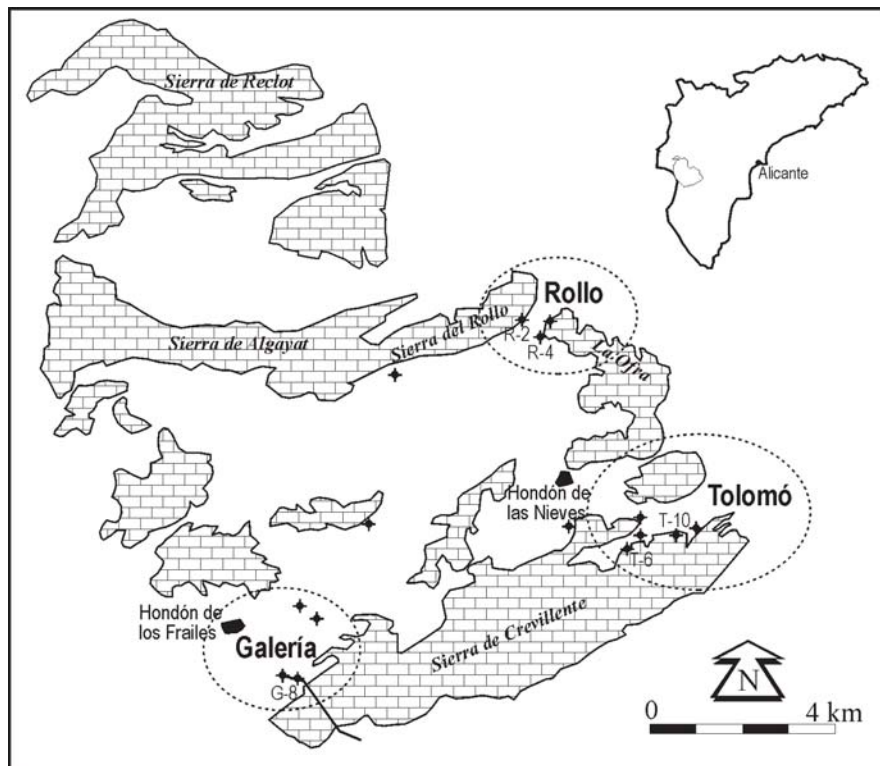 Sierra de Reclot
Alicante
Rollo
Sierra del Rollo
R-2
R-4
La Ofra
Sierra de Algayat
Hondón de
las Nieves
Tolomó
T-10
T-6
Hondón de
los Frailes
Galería
G-8
Sierra de Crevillente
N
0 4 km